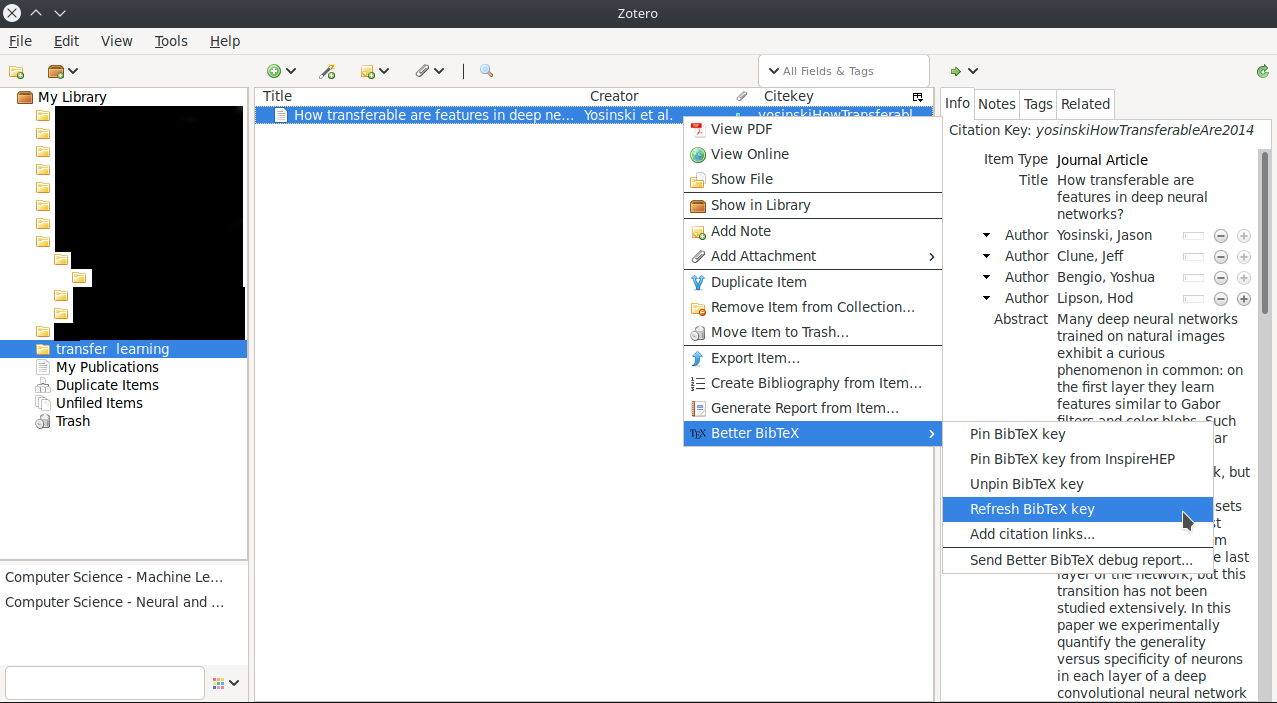 Zotero
File Edit View Tools Help
All Fields & Tags
My Library
transfer_learning
My Publications
Duplicate Items
Unfiled Items
Trash
Computer Science - Machine Le...
Computer Science - Neural and ...
Title Creator Citekey
How transferable are features in deep ne... Yosinski et al. yosinskiHowTransferabl
View PDF
View Online
Show File
Show in Library
Add Note
Add Attachment
Duplicate Item
Remove Item from Collection...
Move Item to Trash...
Export Item...
Create Bibliography from Item...
Generate Report from Item...
TEX Better BibTeX
Pin BibTeX key
Pin BibTeX key from InspireHEP
Unpin BibTeX key
Refresh BibTeX key
Add citation links...
Send Better BibTeX debug report...
Info Notes Tags Related
Citation Key: yosinskiHowTransferableAre2014
Item Type Journal Article
Title How transferable are
features in deep neural
networks?
Author Yosinski, Jason
Author Clune, Jeff
Author Bengio, Yoshua
Author Lipson, Hod
Abstract Many deep neural networks
trained on natural images
exhibit a curious
phenomenon in common: on
the first layer they learn
features similar to Gabor
filters and color blobs. Such
ar
k, but
sets
st
m
e last
layer of the network, but this
transition has not been
studied extensively. In this
paper we experimentally
quantify the generality
versus specificity of neurons
in each layer of a deep
convolutional neural network